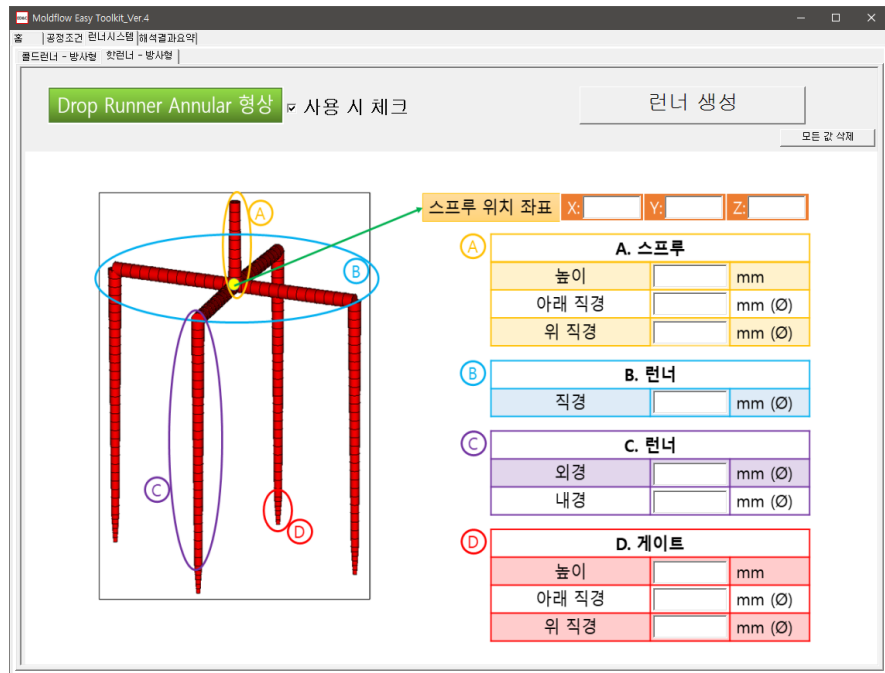 Moldflow Easy Toolkit_Ver.4
홈 공정조건 런너시스템 해석결과요약
콜드런너 - 방사형 핫런너 - 방사형
Drop Runner Annular 형상 사용 시 체크 런너 생성
모든 값 삭제
스프루 위치 좌표 X: Y: Z:
A
B
C
D
A A. 스프루
높이 mm
아래 직경 mm (Ø)
위 직경 mm (Ø)
B B. 런너
직경 mm (Ø)
C C. 런너
외경 mm (Ø)
내경 mm (Ø)
D D. 게이트
높이 mm
아래 직경 mm (Ø)
위 직경 mm (Ø)